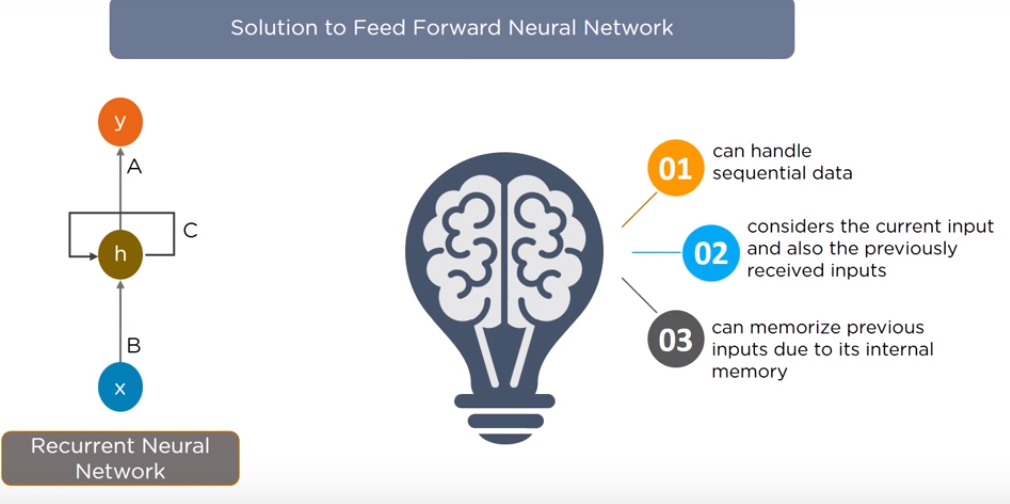 Solution to Feed Forward Neural Network
y
A
C
h
B
x
Recurrent Neural
Network
01
can handle
sequential data
02
considers the current input
and also the previously
received inputs
03
can memorize previous
inputs due to its internal
memory